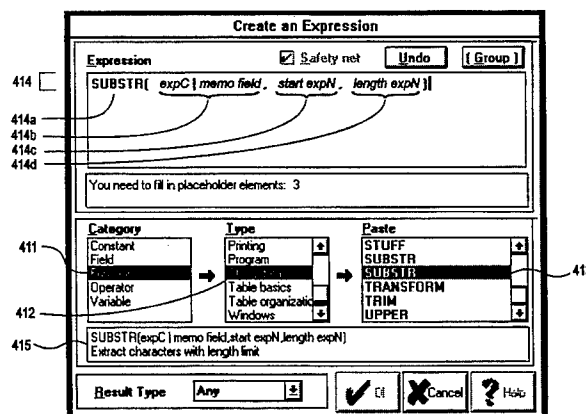 Create an Expression
Expression
Safety net
Undo
( Group )
414
SUBSTR( expC | memo field, start expN, length expN )
414a
414b
414c
414d
You need to fill in placeholder elements: 3
Category
Type
Paste
411
Constant
Field
Operator
Variable
412
Printing
Program
Table basics
Table organizatio
Windows
STUFF
SUBSTR
SUBSTR
TRANSFORM
TRIM
UPPER
41
415
SUBSTR(expC | memo field,start expN,length expN)
Extract characters with length limit
Result Type
Any
Cancel
Help